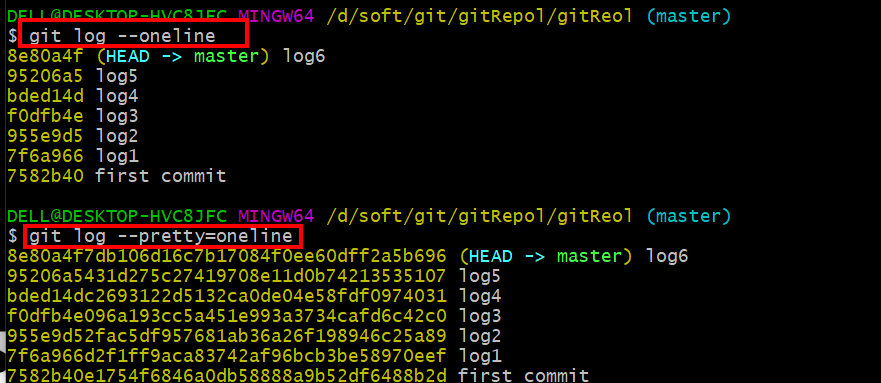 DELL@DESKTOP-HVC8JFC MINGW64 /d/soft/git/gitRepol/gitReol (master)
$ git log --oneline
8e80a4f (HEAD -> master) log6
95206a5 log5
bded14d log4
f0dfb4e log3
955e9d5 log2
7f6a966 log1
7582b40 first commit
DELL@DESKTOP-HVC8JFC MINGW64 /d/soft/git/gitRepol/gitReol (master)
$ git log --pretty=oneline
8e80a4f7db106d16c7b17084f0ee60dff2a5b696 (HEAD -> master) log6
95206a5431d275c27419708e11d0b74213535107 log5
bded14dc2693122d5132ca0de04e58fdf0974031 log4
f0dfb4e096a193cc5a451e993a3734cafd6c42c0 log3
955e9d52fac5df957681ab36a26f198946c25a89 log2
7f6a966d2f1ff9aca83742af96bcb3be58970eef log1
7582b40e1754f6846a0db58888a9b52df6488b2d first commit